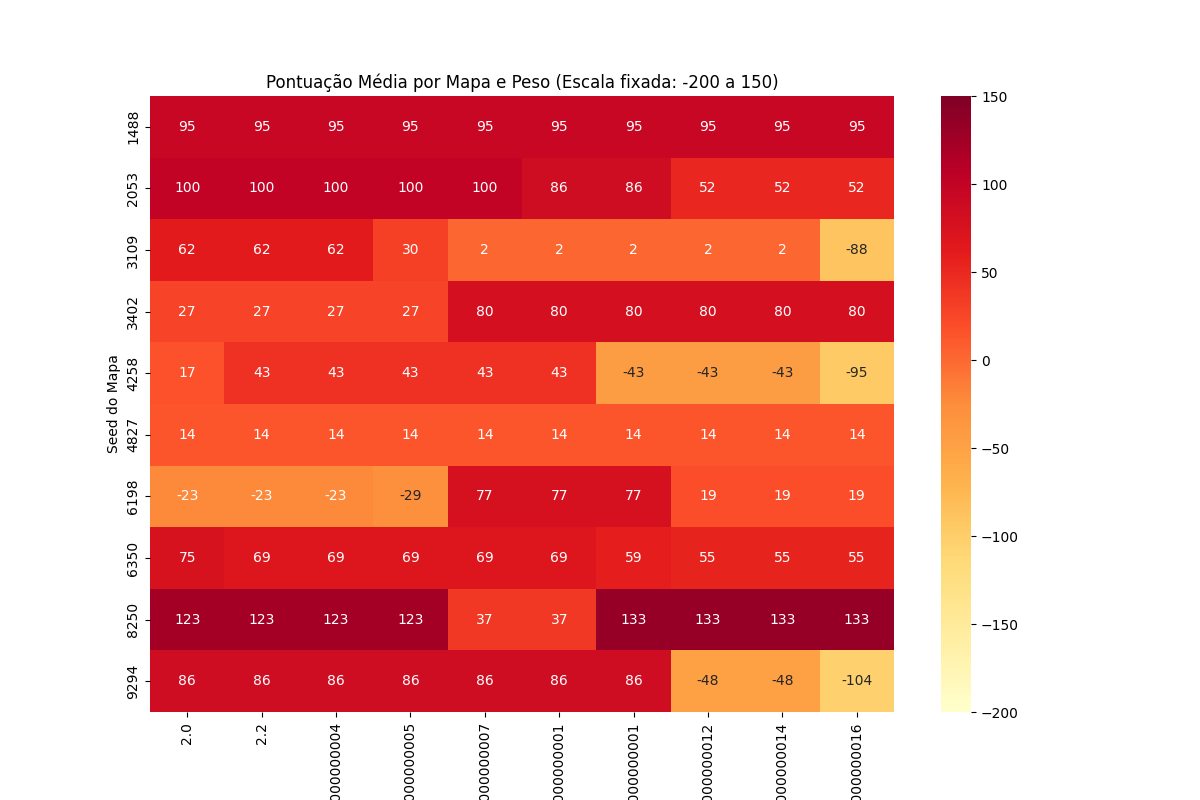 Pontuação Média por Mapa e Peso (Escala fixada: -200 a 150)
Seed do Mapa
1488 95 95 95 95 95 95 95 95 95 95
2053 100 100 100 100 100 86 86 52 52 52
3109 62 62 62 30 2 2 2 2 2 -88
3402 27 27 27 27 80 80 80 80 80 80
4258 17 43 43 43 43 43 -43 -43 -43 -95
4827 14 14 14 14 14 14 14 14 14 14
6198 -23 -23 -23 -29 77 77 77 19 19 19
6350 75 69 69 69 69 69 59 55 55 55
8250 123 123 123 123 37 37 133 133 133 133
9294 86 86 86 86 86 86 86 -48 -48 -104
2.0 2.2
150
100
50
0
−50
−100
−150
−200